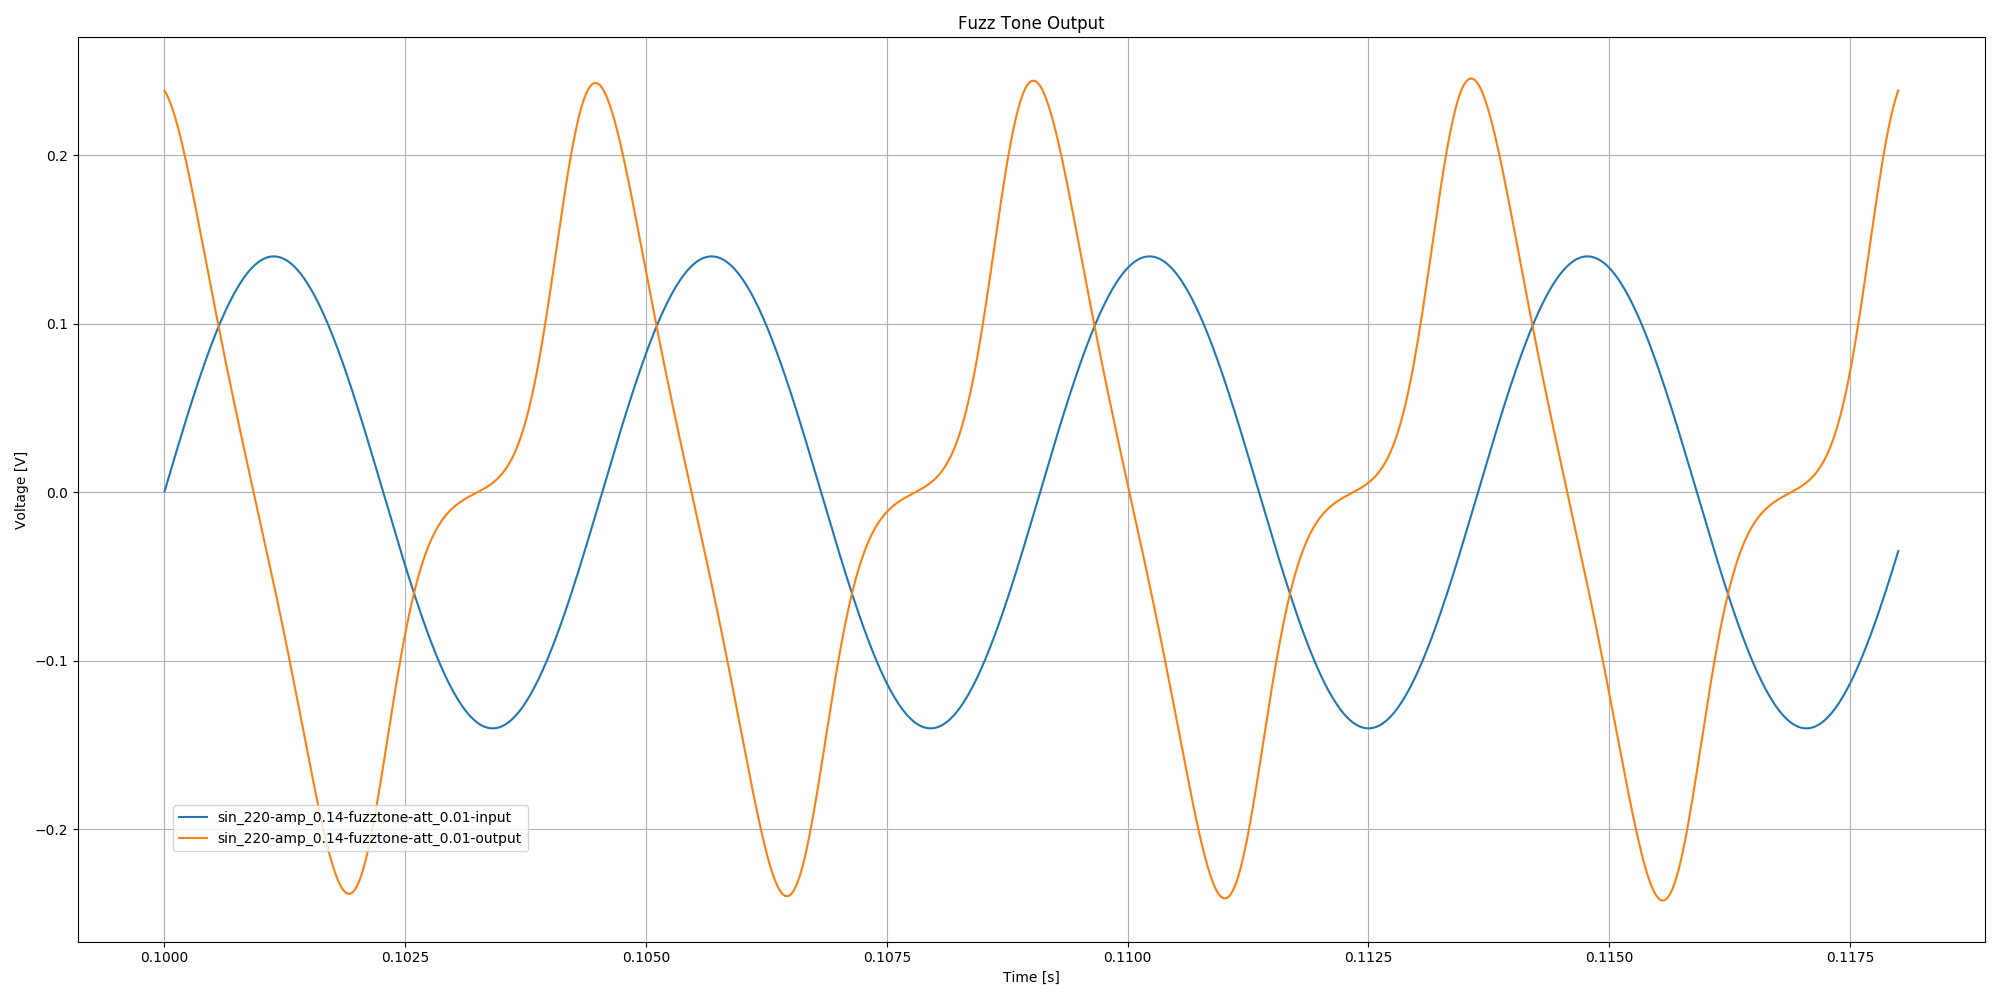 Fuzz Tone Output
Voltage [V]
0.2
0.1
0.0
−0.1
−0.2
sin_220-amp_0.14-fuzztone-att_0.01-input
sin_220-amp_0.14-fuzztone-att_0.01-output
0.1000 0.1025 0.1050 0.1075 0.1100 0.1125 0.1150 0.1175
Time [s]